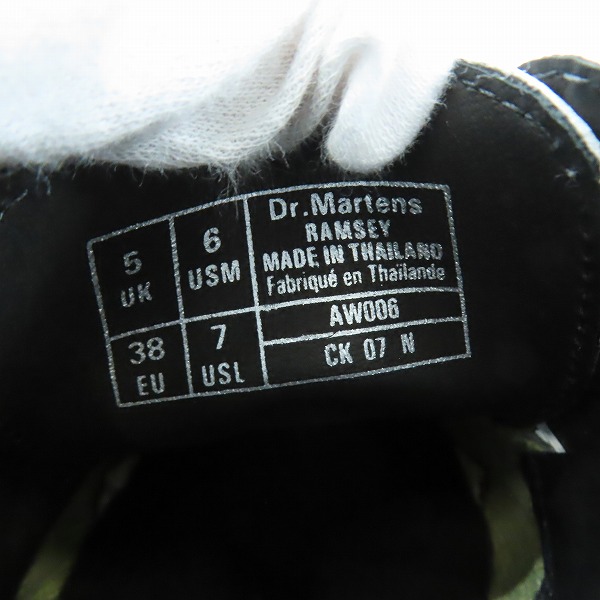 5
UK
6
USM
Dr.Martens
RAMSEY
MADE IN THAILAND
Fabriqué en Thaïlande
38
EU
7
USL
AW006
CK 07 N